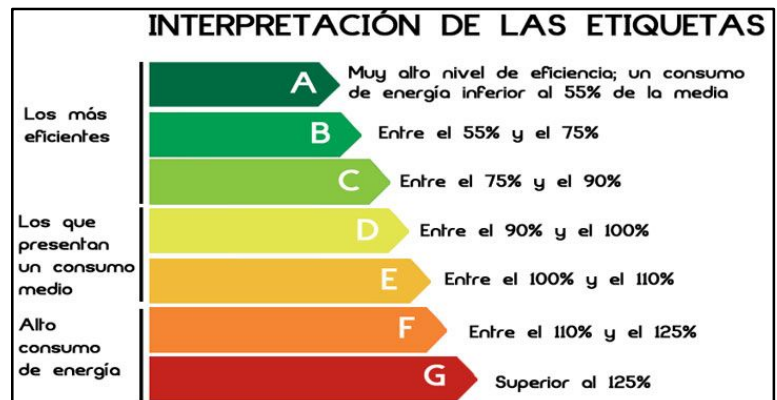 INTERPRETACIÓN DE LAS ETIQUETAS
Los más
eficientes
A
Muy alto nivel de eficiencia; un consumo
de energía inferior al 55% de la media
B
Entre el 55% y el 75%
C
Entre el 75% y el 90%
Los que
presentan
un consumo
medio
D
Entre el 90% y el 100%
E
Entre el 100% y el 110%
Alto
consumo
de energía
F
Entre el 110% y el 125%
G
Superior al 125%